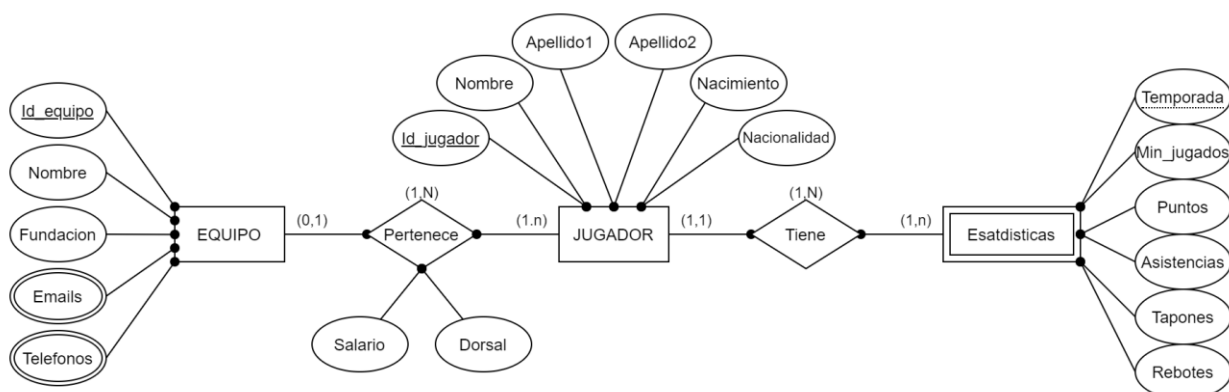 Apellido1
Apellido2
Nombre
Nacimiento
Id_jugador
Nacionalidad
Id_equipo
Nombre
Fundacion
Emails
Telefonos
EQUIPO
(0,1)
(1,N)
Pertenece
(1.n)
Salario
Dorsal
JUGADOR
(1,1)
(1,N)
Tiene
(1,n)
Esatdisticas
Temporada
Min_jugados
Puntos
Asistencias
Tapones
Rebotes